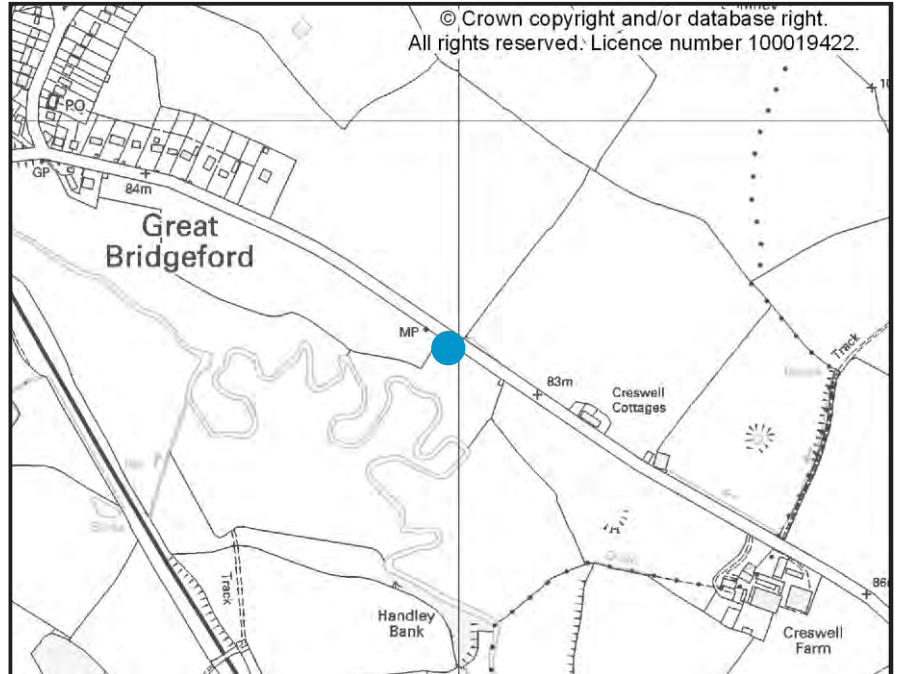 © Crown copyright and/or database right.
All rights reserved. Licence number 100019422.
PO
GP
84m
Great
Bridgeford
MP
83m
Creswell
Cottages
Track
Track
Handley
Bank
Creswell
Farm